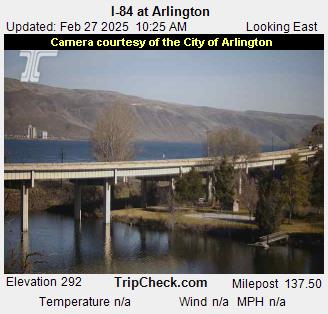 I-84 at Arlington
Updated: Feb 27 2025 10:25 AM Looking East
Camera courtesy of the City of Arlington
Elevation 292 TripCheck.com Milepost 137.50
Temperature n/a Wind n/a MPH n/a